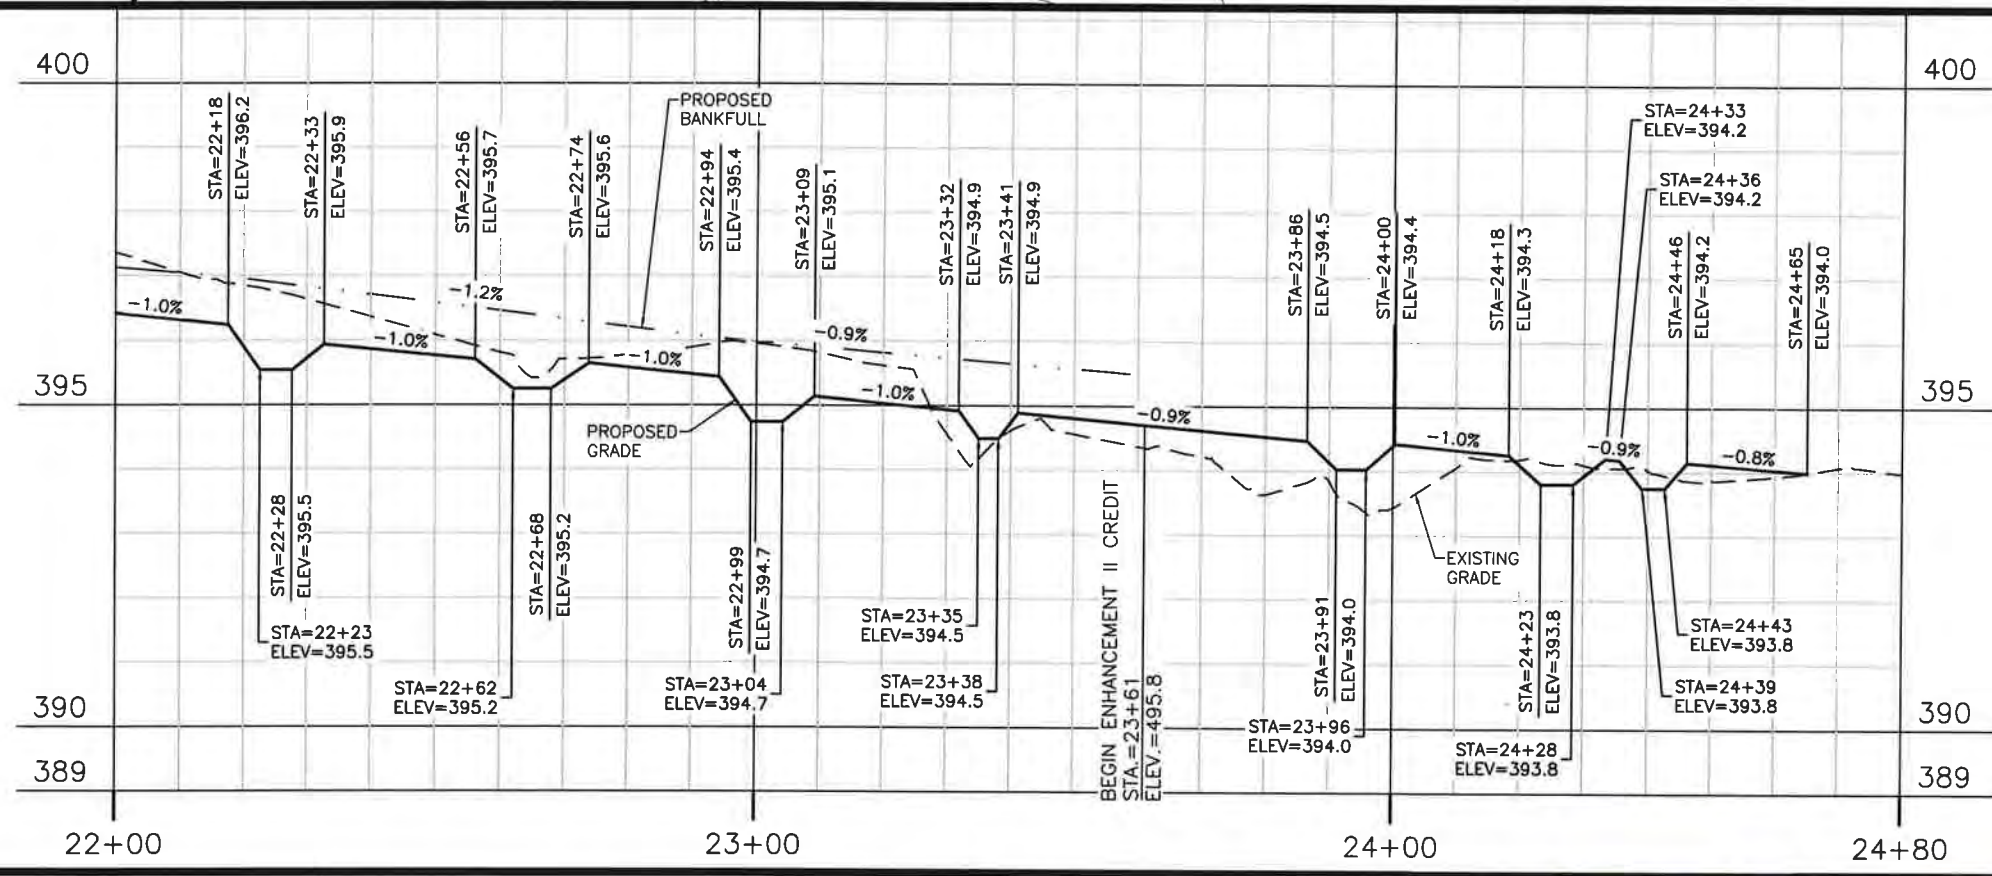 400
400
STA=22+18
ELEV=396.2
STA=22+33
ELEV=395.9
STA=22+56
ELEV=395.7
STA=22+74
ELEV=395.6
PROPOSED
BANKFULL
STA=22+94
ELEV=395.4
STA=23+09
ELEV=395.1
STA=23+32
ELEV=394.9
STA=23+41
ELEV=394.9
STA=23+86
ELEV=394.5
STA=24+00
ELEV=394.4
STA=24+18
ELEV=394.3
STA=24+33
ELEV=394.2
STA=24+36
ELEV=394.2
STA=24+46
ELEV=394.2
STA=24+65
ELEV=394.0
-1.0%
-1.2%
-1.0%
-1.0%
-0.9%
-1.0%
-0.9%
-1.0%
-0.9%
-0.8%
395
395
PROPOSED
GRADE
EXISTING
GRADE
STA=22+28
ELEV=395.5
STA=22+23
ELEV=395.5
STA=22+68
ELEV=395.2
STA=22+62
ELEV=395.2
STA=22+99
ELEV=394.7
STA=23+04
ELEV=394.7
STA=23+35
ELEV=394.5
STA=23+38
ELEV=394.5
BEGIN ENHANCEMENT II CREDIT
STA.=23+61
ELEV.=495.8
STA=23+91
ELEV=394.0
STA=23+96
ELEV=394.0
STA=24+23
ELEV=393.8
STA=24+28
ELEV=393.8
STA=24+43
ELEV=393.8
STA=24+39
ELEV=393.8
390
390
389
389
22+00
23+00
24+00
24+80